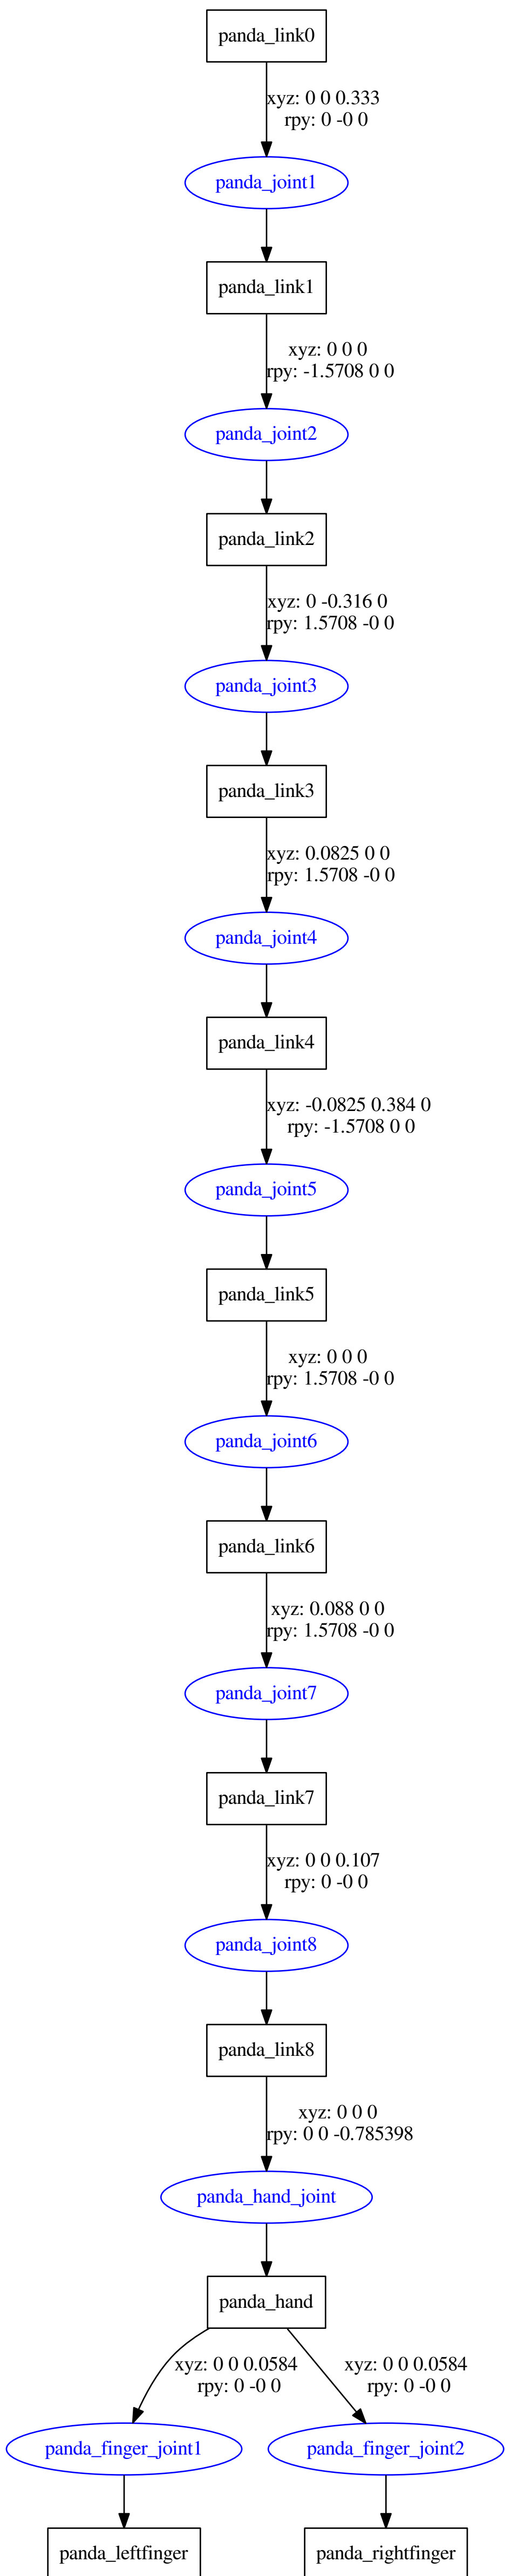 panda_link0
xyz: 0 0 0.333
rpy: 0 -0 0
panda_joint1
panda_link1
xyz: 0 0 0
rpy: -1.5708 0 0
panda_joint2
panda_link2
xyz: 0 -0.316 0
rpy: 1.5708 -0 0
panda_joint3
panda_link3
xyz: 0.0825 0 0
rpy: 1.5708 -0 0
panda_joint4
panda_link4
xyz: -0.0825 0.384 0
rpy: -1.5708 0 0
panda_joint5
panda_link5
xyz: 0 0 0
rpy: 1.5708 -0 0
panda_joint6
panda_link6
xyz: 0.088 0 0
rpy: 1.5708 -0 0
panda_joint7
panda_link7
xyz: 0 0 0.107
rpy: 0 -0 0
panda_joint8
panda_link8
xyz: 0 0 0
rpy: 0 0 -0.785398
panda_hand_joint
panda_hand
xyz: 0 0 0.0584
rpy: 0 -0 0
xyz: 0 0 0.0584
rpy: 0 -0 0
panda_finger_joint1
panda_finger_joint2
panda_leftfinger
panda_rightfinger